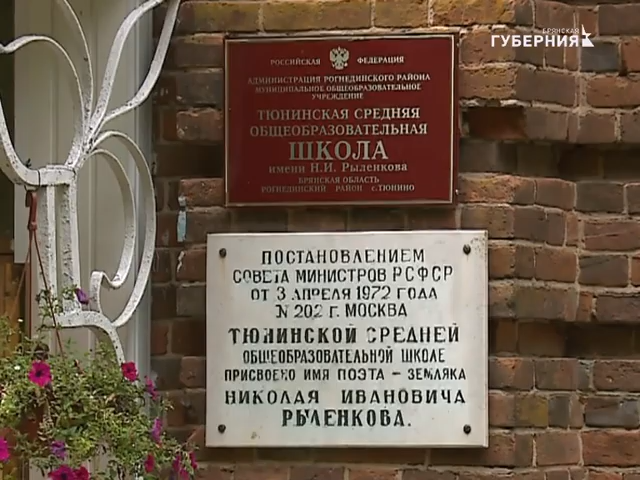 БРЯНСКАЯ
ГУБЕРНИЯ
РОССИЙСКАЯ ФЕДЕРАЦИЯ
АДМИНИСТРАЦИЯ РОГНЕДИНСКОГО РАЙОНА
МУНИЦИПАЛЬНОЕ ОБЩЕОБРАЗОВАТЕЛЬНОЕ
УЧРЕЖДЕНИЕ
ТЮНИНСКАЯ СРЕДНЯЯ
ОБЩЕОБРАЗОВАТЕЛЬНАЯ
ШКОЛА
ИМЕНИ Н.И. РЫЛЕНКОВА
БРЯНСКАЯ ОБЛАСТЬ
РОГНЕДИНСКИЙ РАЙОН С.ТЮНИНО
ПОСТАНОВЛЕНИЕМ
СОВЕТА МИНИСТРОВ РСФСР
ОТ 3 АПРЕЛЯ 1972 ГОДА
N 202 Г. МОСКВА
ТЮНИНСКОЙ СРЕДНЕЙ
ОБЩЕОБРАЗОВАТЕЛЬНОЙ ШКОЛЕ
ПРИСВОЕНО ИМЯ ПОЭТА – ЗЕМЛЯКА
НИКОЛАЯ ИВАНОВИЧА
РЫЛЕНКОВА.